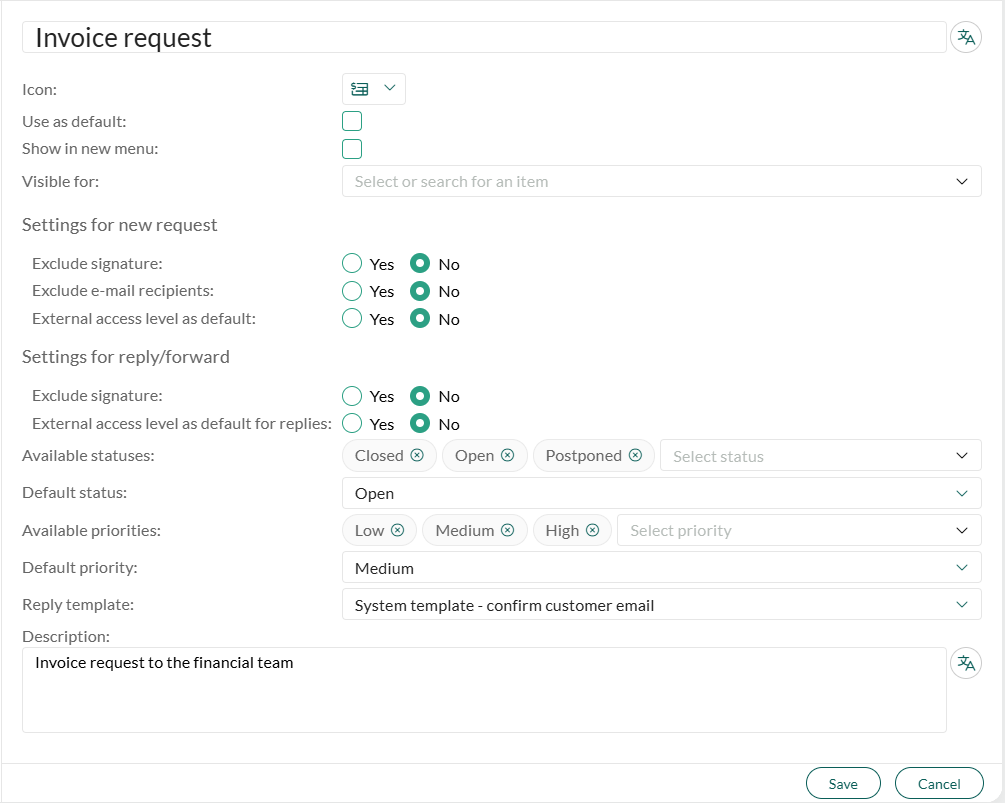 Invoice request
Icon:
Use as default:
Show in new menu:
Visible for: Select or search for an item
Settings for new request
Exclude signature: Yes No
Exclude e-mail recipients: Yes No
External access level as default: Yes No
Settings for reply/forward
Exclude signature: Yes No
External access level as default for replies: Yes No
Available statuses: Closed Open Postponed Select status
Default status: Open
Available priorities: Low Medium High Select priority
Default priority: Medium
Reply template: System template - confirm customer email
Description:
Invoice request to the financial team
Save Cancel